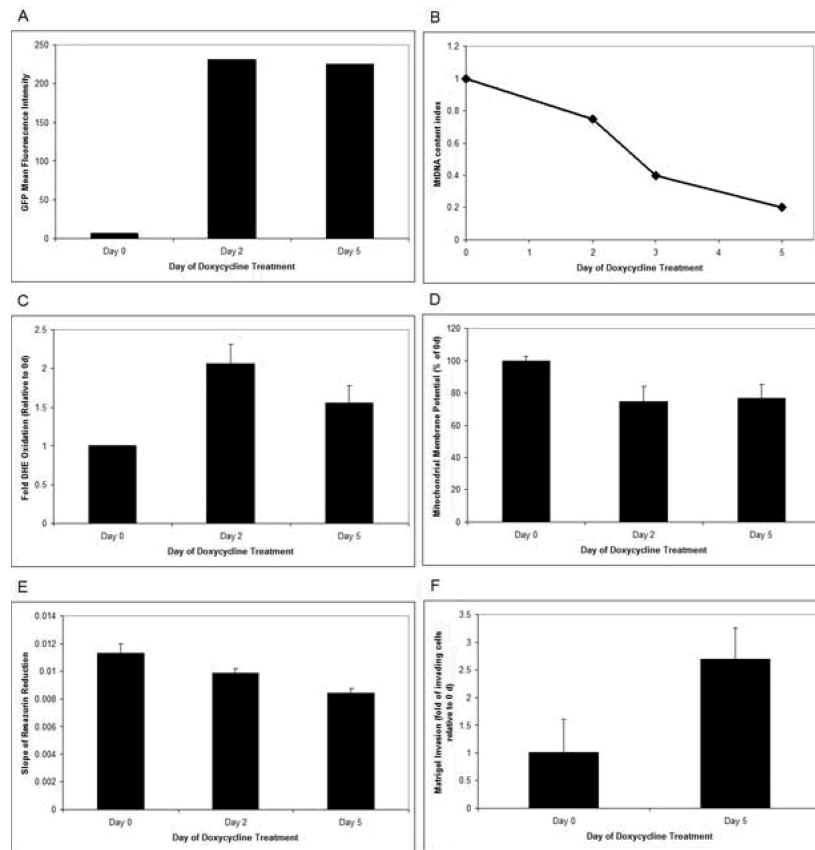 A
GFP Mean Fluorescence Intensity
250
200
150
100
50
0
Day 0 Day 2 Day 5
Day of Doxycycline Treatment
B
MtDNA content index
1.2
1
0.8
0.6
0.4
0.2
0
0 1 2 3 4 5
Day of Doxycycline Treatment
C
Fold DHE Oxidation (Relative to 0d)
2.5
2
1.5
1
0.5
0
Day 0 Day 2 Day 5
Day of Doxycycline Treatment
D
Mitochondrial Membrane Potential (% of 0d)
120
100
80
60
40
20
0
Day 0 Day 2 Day 5
Day of Doxycycline Treatment
E
Slope of Resazurin Reduction
0.014
0.012
0.01
0.008
0.006
0.004
0.002
0
Day 0 Day 2 Day 5
Day of Doxycycline Treatment
F
Matrigel Invasion (fold of invading cells
relative to 0 d)
3.5
3
2.5
2
1.5
1
0.5
0
Day 0 Day 5
Day of Doxycycline Treatment